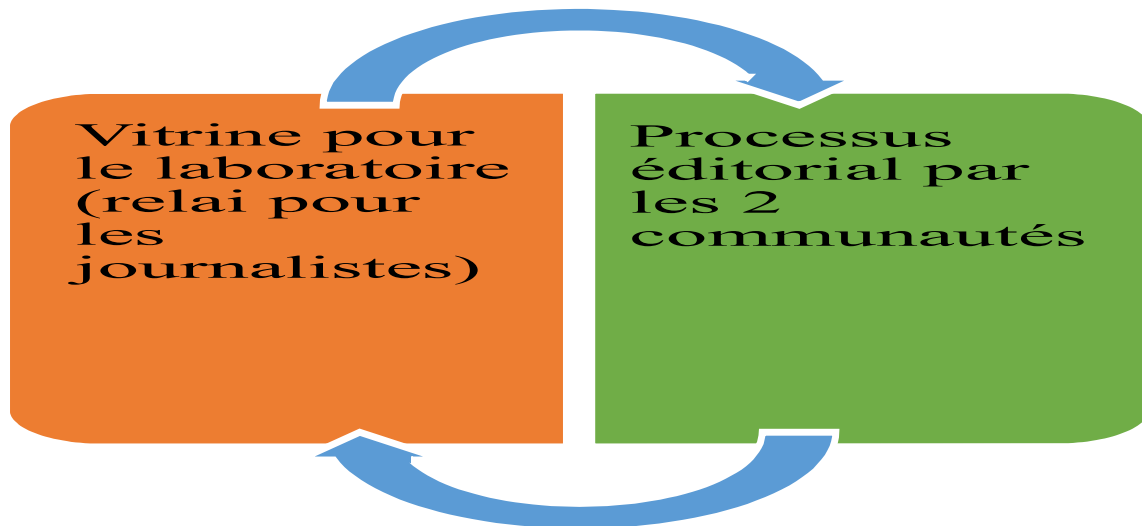 Vitrine pour
le laboratoire
(relai pour
les
journalistes)
Processus
éditorial par
les 2
communautés